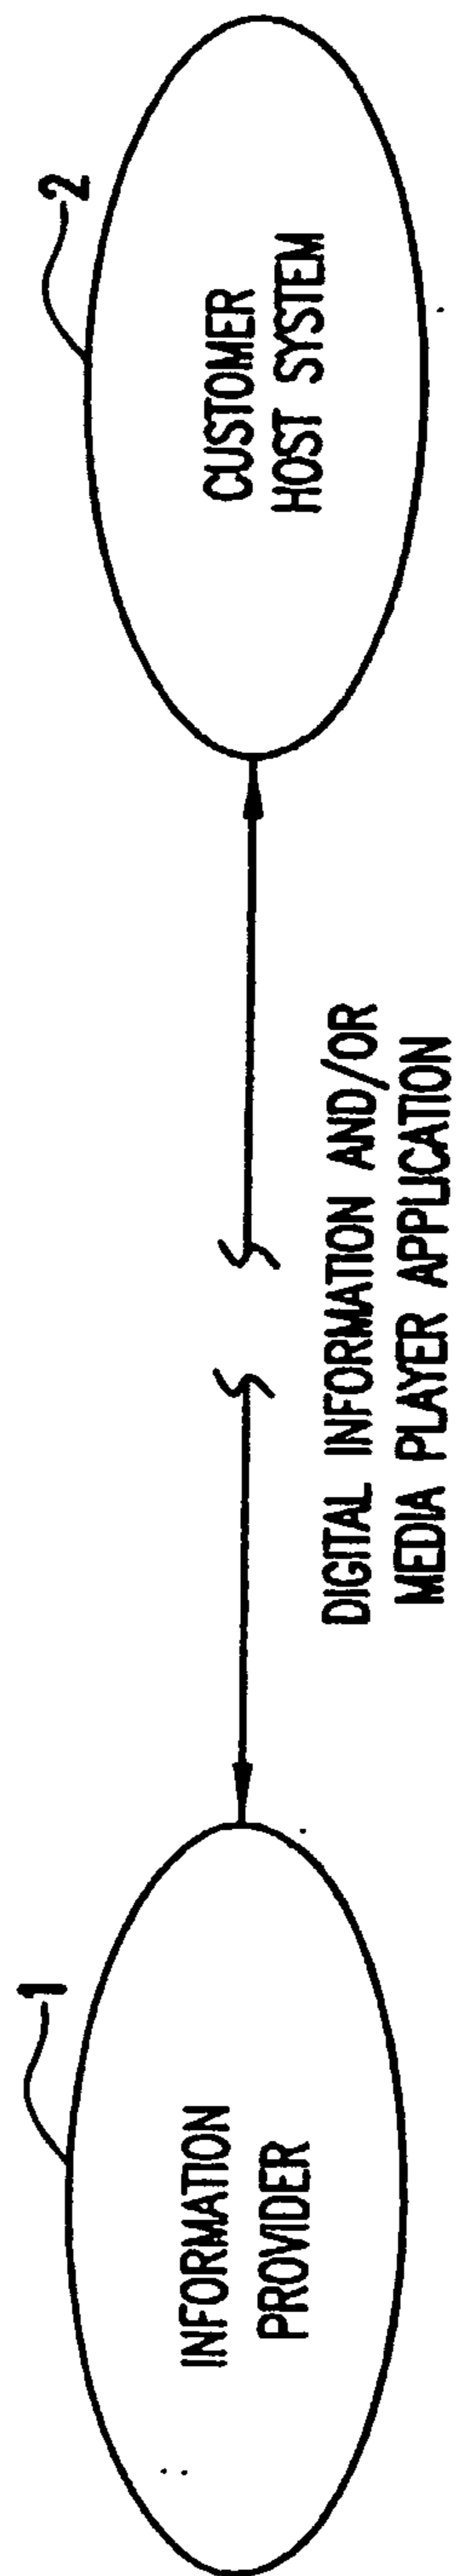 1
INFORMATION
PROVIDER
DIGITAL INFORMATION AND/OR
MEDIA PLAYER APPLICATION
2
CUSTOMER
HOST SYSTEM